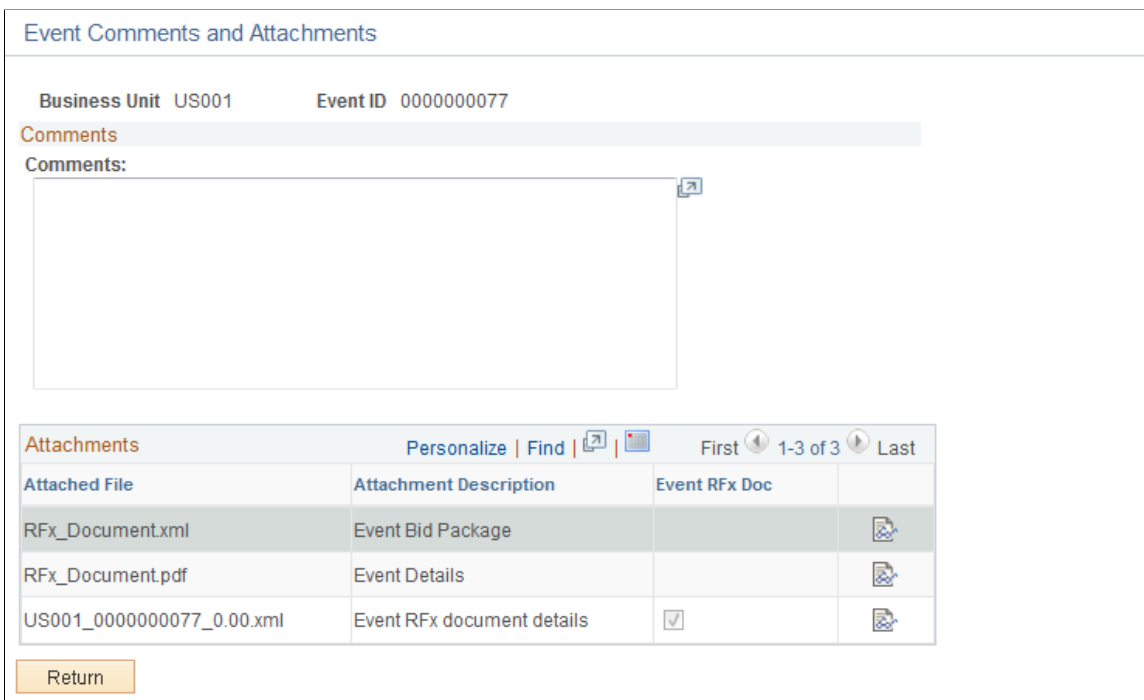 Event Comments and Attachments
Business Unit US001 Event ID 0000000077
Comments
Comments:
Attachments Personalize | Find | | First 1-3 of 3 Last
Attached File Attachment Description Event RFx Doc
RFx_Document.xml Event Bid Package
RFx_Document.pdf Event Details
US001_0000000077_0.00.xml Event RFx document details
Return